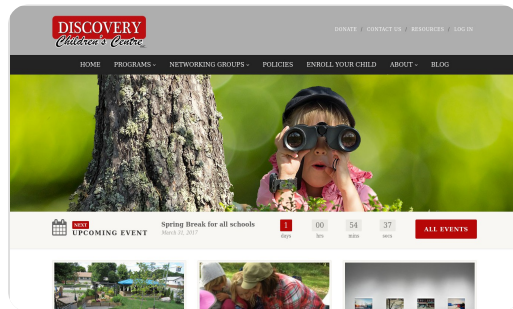 DISCOVERY
Children's Centre
DONATE / CONTACT US / RESOURCES / LOG IN
HOME PROGRAMS NETWORKING GROUPS POLICIES ENROLL YOUR CHILD ABOUT BLOG
NEXT
UPCOMING EVENT
Spring Break for all schools
March 21, 2017
1 00 54 37
days hrs mins secs
ALL EVENTS